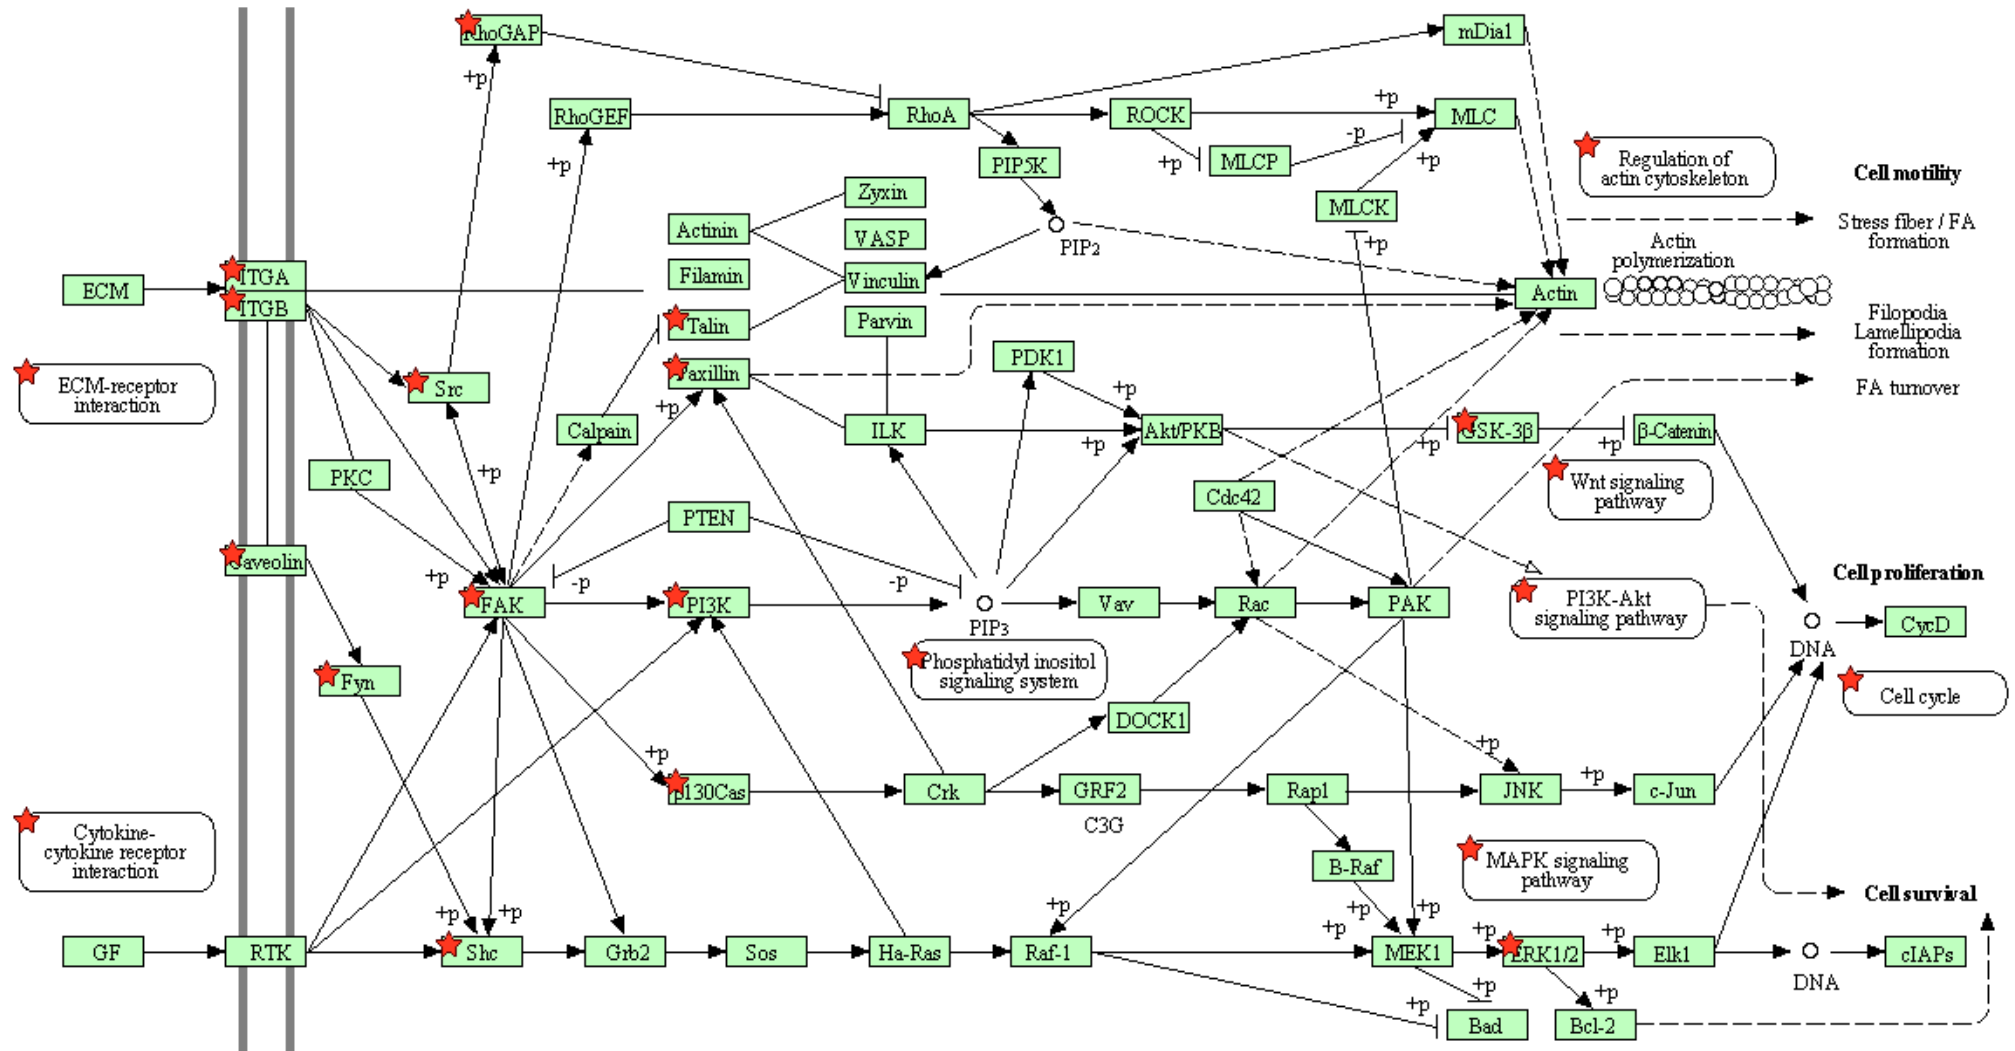 RhoGAP
mDia1
+p
RhoGEF
RhoA
ROCK
+p
MLC
+p
-p
+p
+p
PIP5K
MLCP
Regulation of
actin cytoskeleton
Cell motility
Zyxin
MLCK
Actinin
VASP
PIP2
+p
Stress fiber / FA
formation
Actin
polymerization
ECM
ITGA
ITGB
Filamin
Vinculin
Actin
Talin
Parvin
Filopodia
Lamellipodia
formation
PDK1
ECM-receptor
interaction
Src
Paxillin
+p
FA turnover
+p
Calpain
ILK
+p
Akt/PKB
+p
GSK-3β
+p
β-Catenin
PKC
+p
Cdc42
Wnt signaling
pathway
PTEN
Caveolin
+p
-p
-p
FAK
PI3K
PIP3
Vav
Rac
PAK
PI3K-Akt
signaling pathway
Cell proliferation
CycD
DNA
Phosphatidyl inositol
signaling system
Fyn
Cell cycle
DOCK1
+p
+p
p130Cas
Crk
GRF2
C3G
Rap1
JNK
+p
c-Jun
Cytokine-
cytokine receptor
interaction
B-Raf
MAPK signaling
pathway
Cell survival
+p
+p
+p
+p
+p
+p
+p
+p
GF
RTK
Shc
Grb2
Sos
Ha-Ras
Raf-1
MEK1
ERK1/2
Elk1
DNA
cIAPs
+p
+p
+p
Bad
Bcl-2